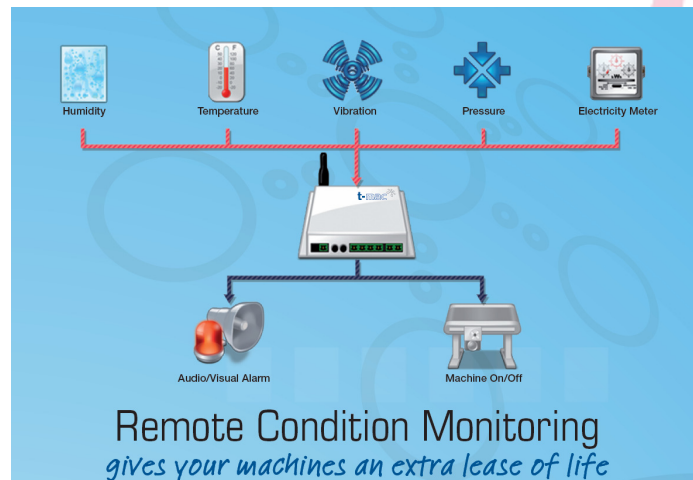 C F
Humidity
Temperature
Vibration
Pressure
Electricity Meter
t-mac
Audio/Visual Alarm
Machine On/Off
Remote Condition Monitoring
gives your machines an extra lease of life